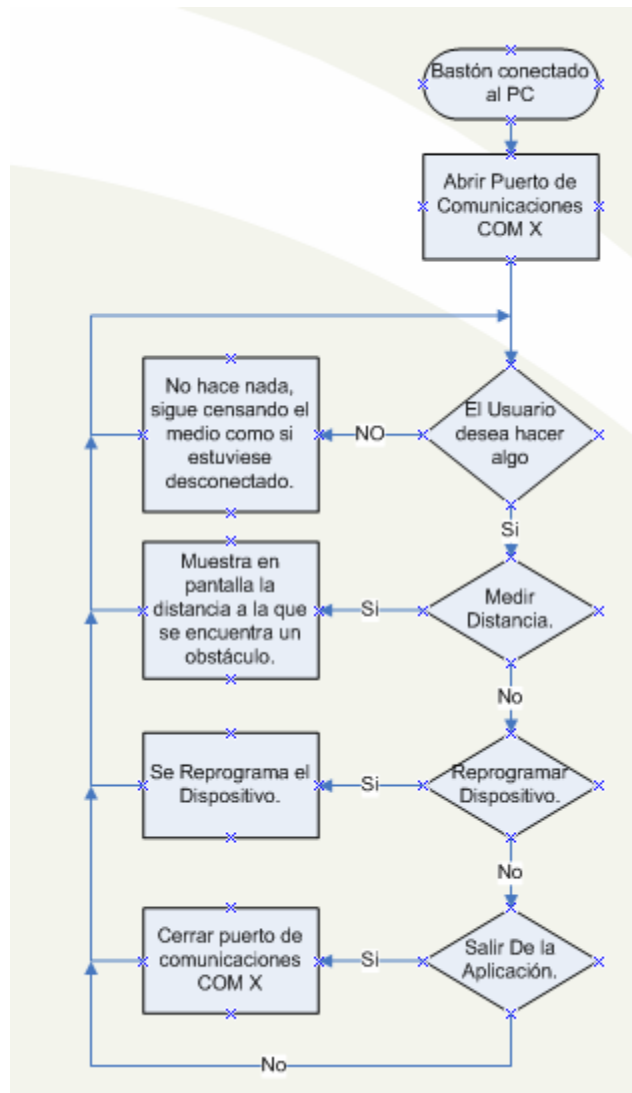 Bastón conectado
al PC
Abrir Puerto de
Comunicaciones
COM X
No hace nada,
sigue censando el
medio como si
estuviese
desconectado.
NO
El Usuario
desea hacer
algo
Si
Muestra en
pantalla la
distancia a la que
se encuentra un
obstáculo.
Si
Medir
Distancia.
No
Se Reprograma el
Dispositivo.
Si
Reprogramar
Dispositivo.
No
Cerrar puerto de
comunicaciones
COM X
Si
Salir De la
Aplicación.
No